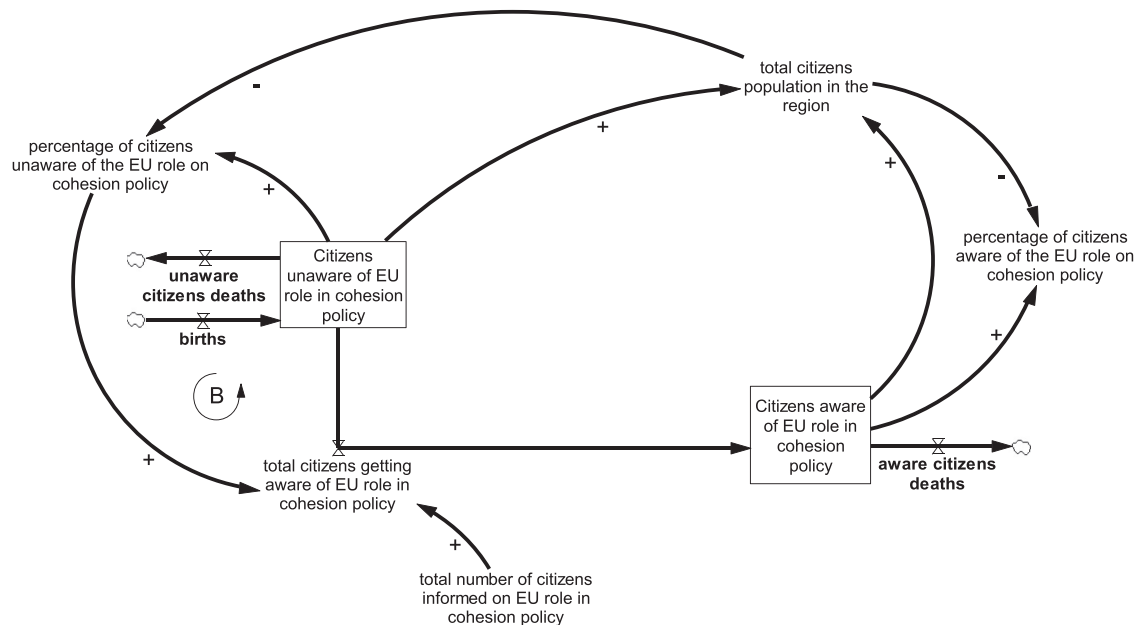 total citizens
population in the
region
-
+
percentage of citizens
unaware of the EU role on
cohesion policy
+
+
-
percentage of citizens
aware of the EU role on
cohesion policy
Citizens
unaware of EU
role in cohesion
policy
unaware
citizens deaths
births
B
+
Citizens aware
of EU role in
cohesion
policy
aware citizens
deaths
+
total citizens getting
aware of EU role in
cohesion policy
+
total number of citizens
informed on EU role in
cohesion policy